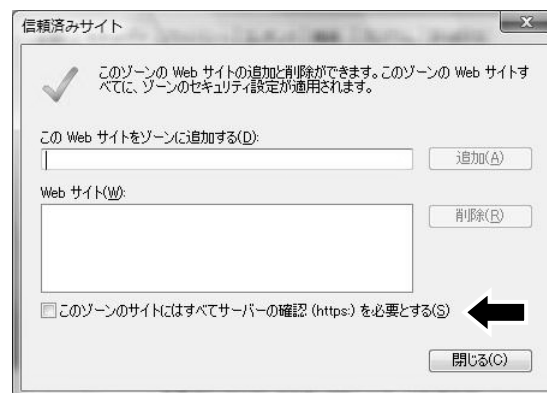 信頼済みサイト
このゾーンの Web サイトの追加と削除ができます。このゾーンの Web サイトす
べてに、ゾーンのセキュリティ設定が適用されます。
この Web サイトをゾーンに追加する(D):
追加(A)
Web サイト(W):
削除(R)
このゾーンのサイトにはすべてサーバーの確認 (https:) を必要とする(S)
閉じる(C)